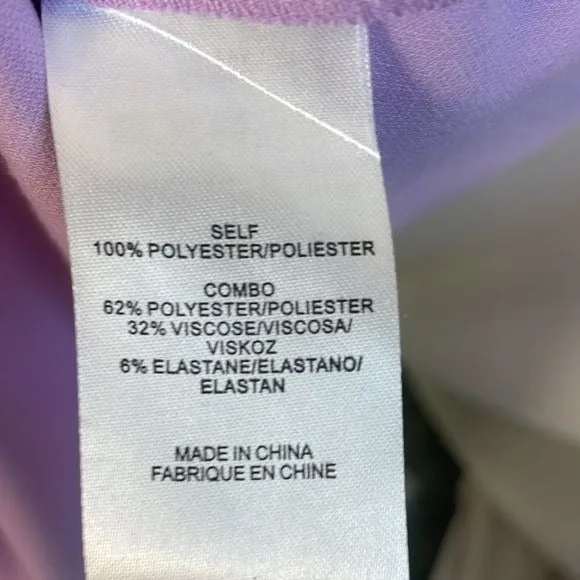 SELF
100% POLYESTER/POLIESTER
COMBO
62% POLYESTER/POLIESTER
32% VISCOSE/VISCOSA/
VISKOZ
6% ELASTANE/ELASTANO/
ELASTAN
MADE IN CHINA
FABRIQUE EN CHINE